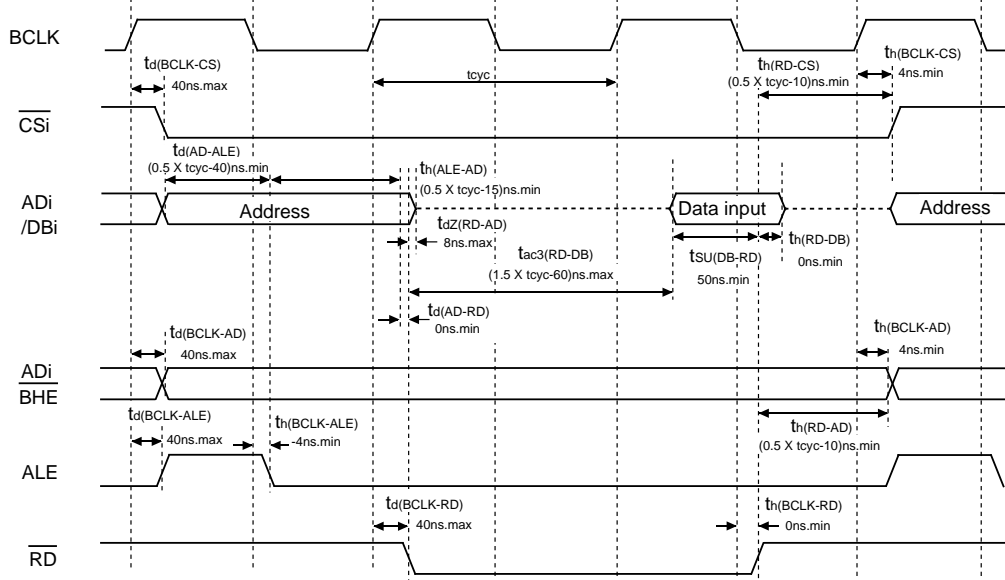 BCLK
td(BCLK-CS)
40ns.max
tcyc
th(RD-CS)
(0.5 X tcyc-10)ns.min
th(BCLK-CS)
4ns.min
CSi
td(AD-ALE)
(0.5 X tcyc-40)ns.min
th(ALE-AD)
(0.5 X tcyc-15)ns.min
ADi
/DBi
Address
Data input
Address
tdZ(RD-AD)
8ns.max
tac3(RD-DB)
(1.5 X tcyc-60)ns.max
tSU(DB-RD)
50ns.min
th(RD-DB)
0ns.min
td(AD-RD)
0ns.min
td(BCLK-AD)
40ns.max
th(BCLK-AD)
4ns.min
ADi
BHE
td(BCLK-ALE)
40ns.max
th(BCLK-ALE)
-4ns.min
th(RD-AD)
(0.5 X tcyc-10)ns.min
ALE
td(BCLK-RD)
40ns.max
th(BCLK-RD)
0ns.min
RD